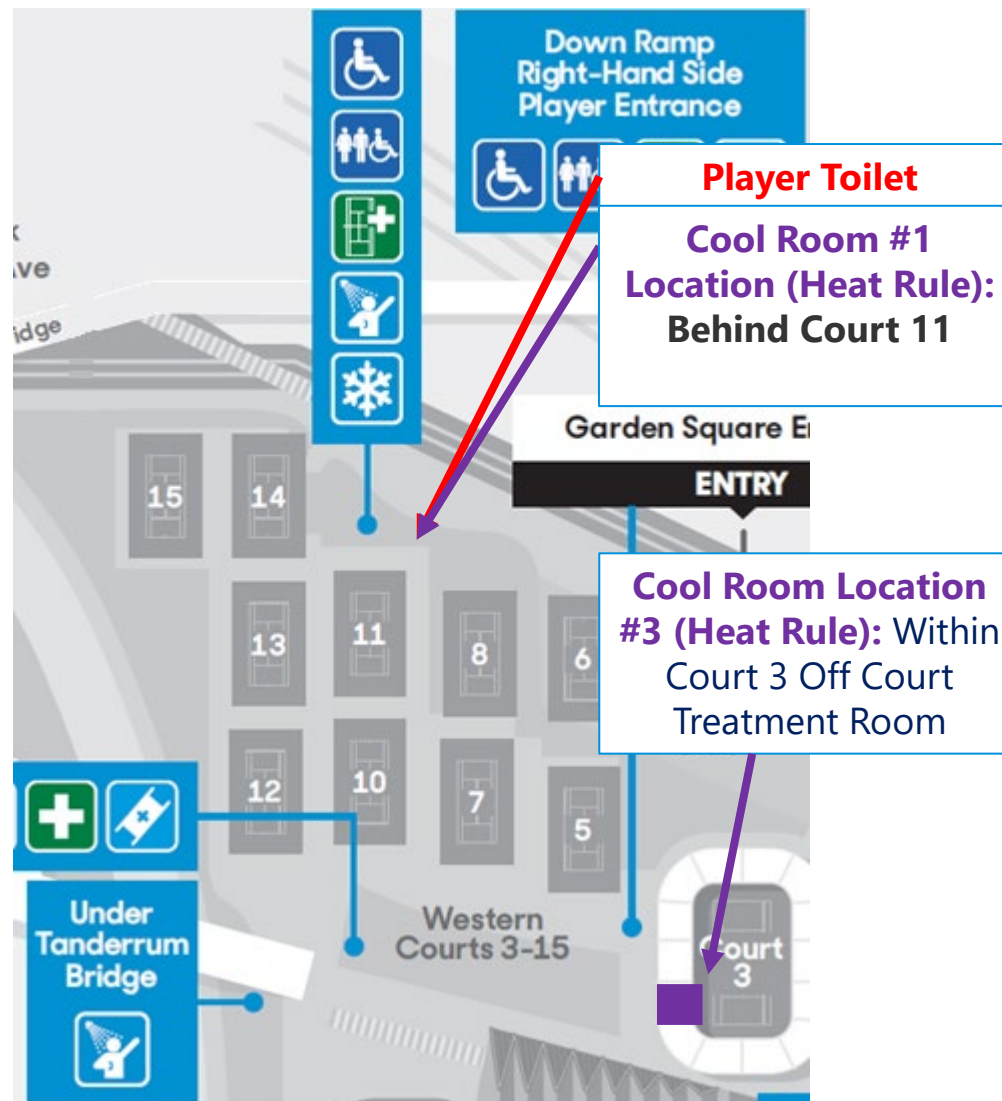 Down Ramp
Right-Hand Side
Player Entrance
Player Toilet
Cool Room #1
Location (Heat Rule):
Behind Court 11
Garden Square
ENTRY
15
14
13
11
8
6
12
10
7
5
Cool Room Location
#3 (Heat Rule): Within
Court 3 Off Court
Treatment Room
Under
Tanderrum
Bridge
Western
Courts 3-15
Court
3